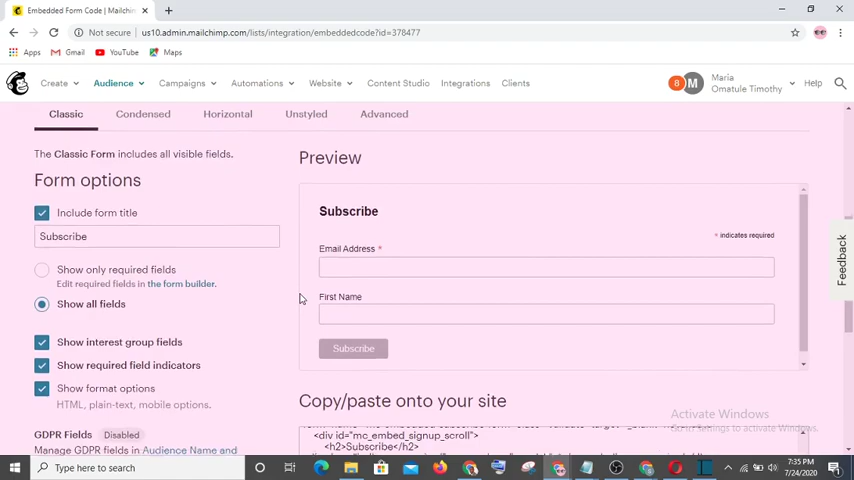 Embedded Form Code | Mailchimp
Not secure | us10.admin.mailchimp.com/lists/integration/embeddedcode?id=378477
Apps Gmail YouTube Maps
Create Audience Campaigns Automations Website Content Studio Integrations Clients
8 M Maria Omatule Timothy Help
Classic Condensed Horizontal Unstyled Advanced
The Classic Form includes all visible fields.
Form options
Include form title
Subscribe
Show only required fields
Edit required fields in the form builder.
Show all fields
Show interest group fields
Show required field indicators
Show format options
HTML, plain-text, mobile options.
GDPR Fields Disabled
Manage GDPR fields in Audience Name and
Preview
Subscribe
* indicates required
Email Address *
First Name
Subscribe
Copy/paste onto your site
<div id="mc_embed_signup_scroll">
<h2>Subscribe</h2>
Feedback
Activate Windows
Go to Settings to activate Windows.
Type here to search
7:35 PM
7/24/2020